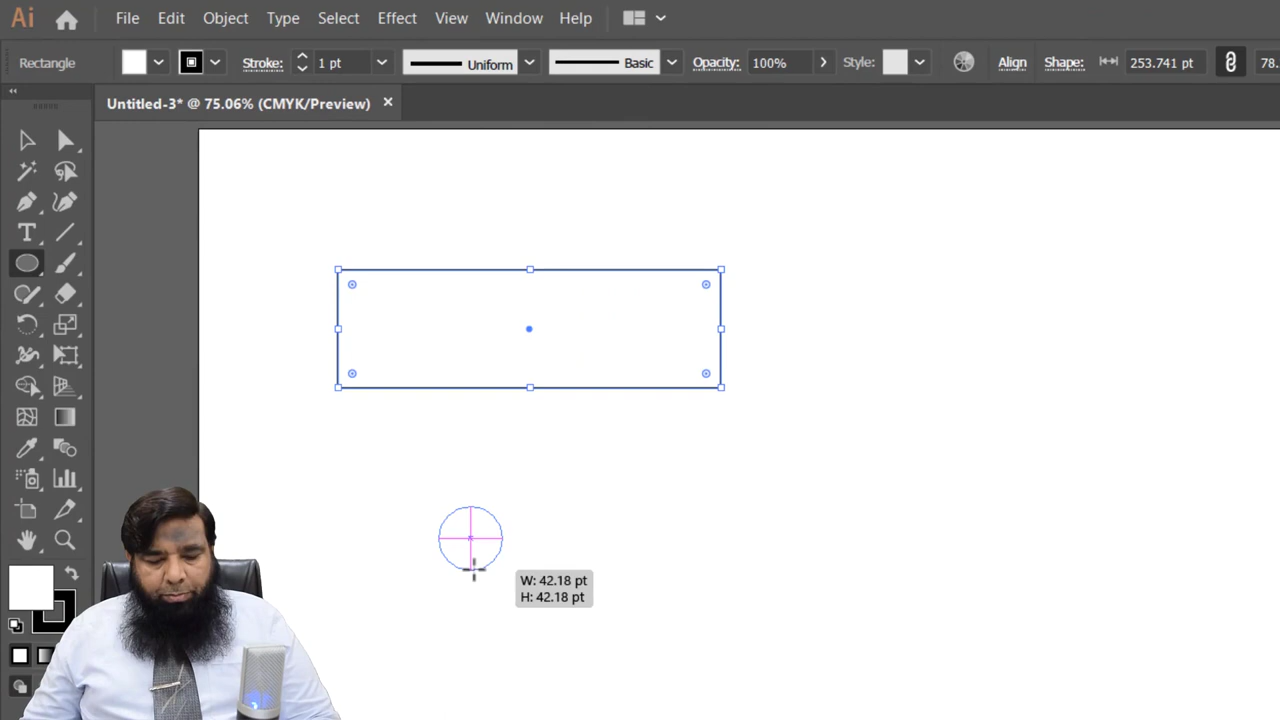 Ai File Edit Object Type Select Effect View Window Help
Rectangle Stroke: 1 pt Uniform Basic Opacity: 100% Style: Align Shape: 253.741 pt 78.
Untitled-3* @ 75.06% (CMYK/Preview) ×
T
W: 42.18 pt
H: 42.18 pt